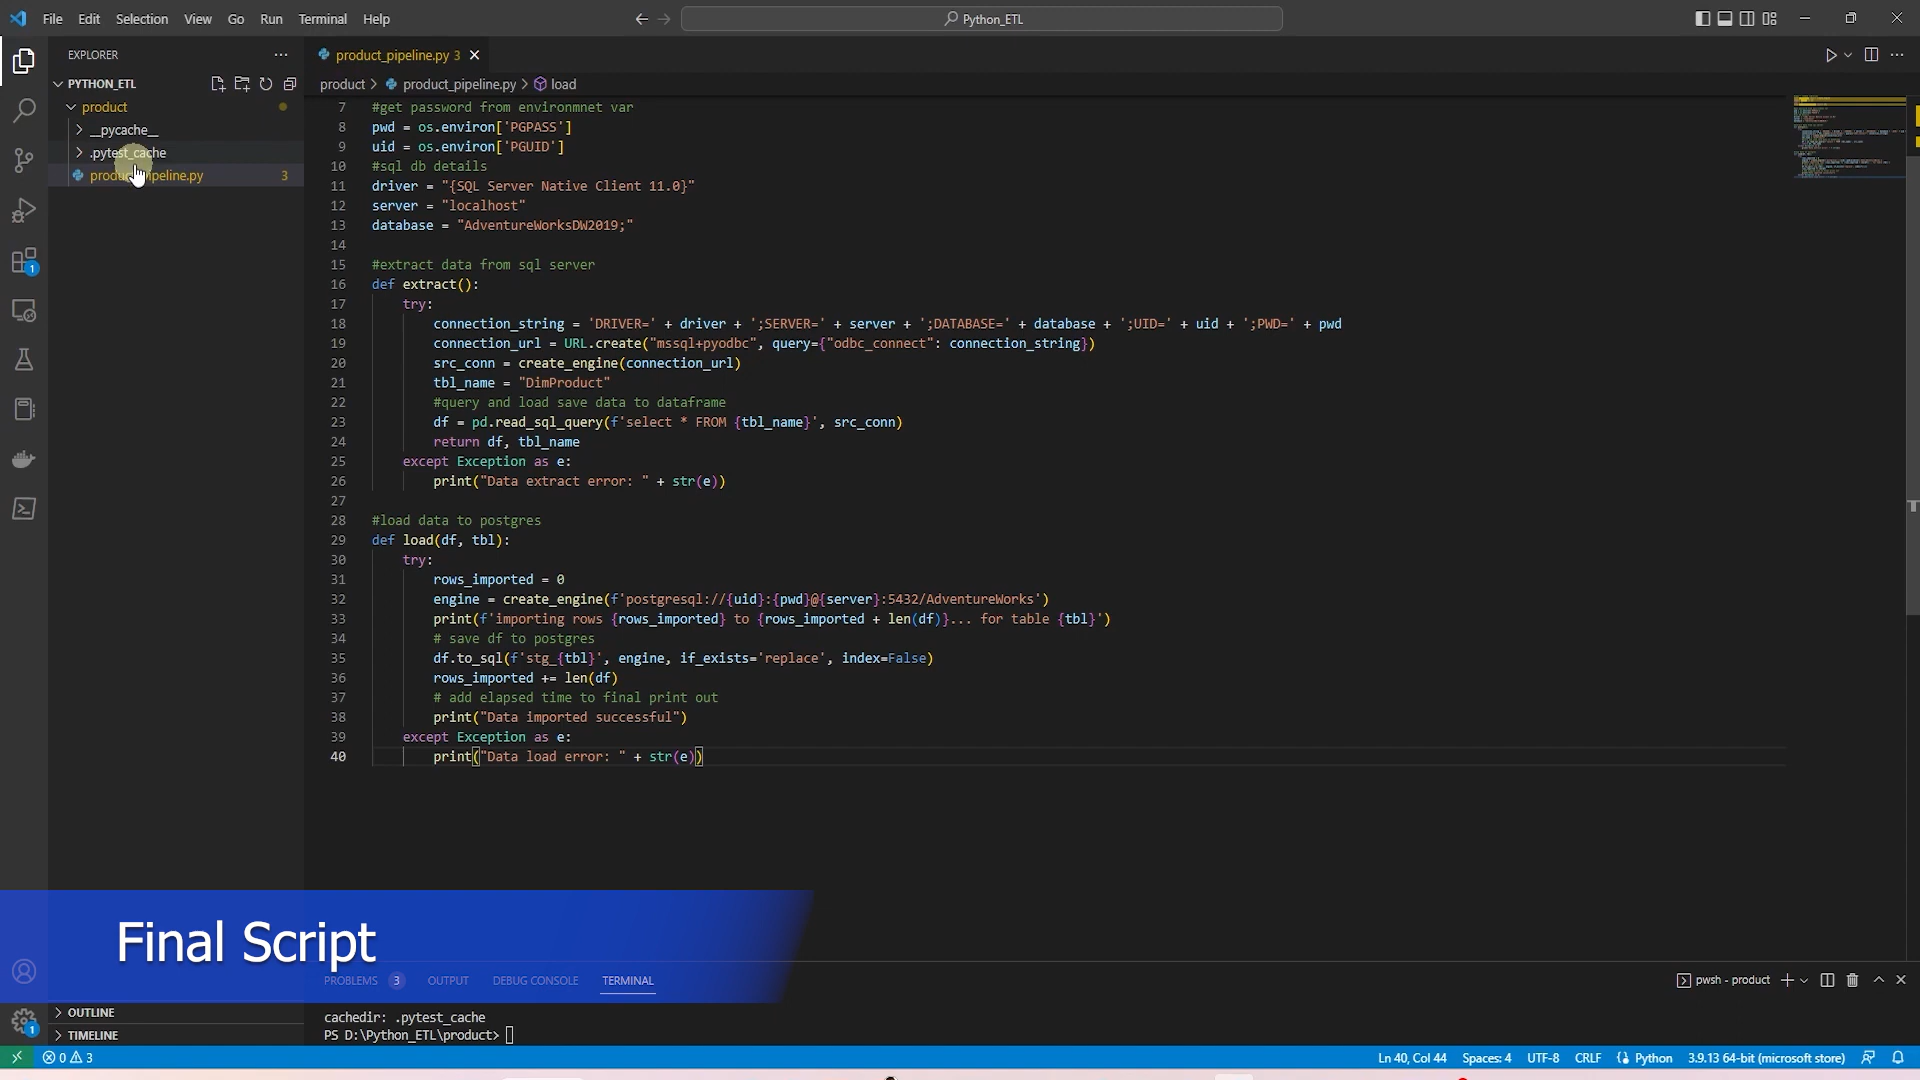 File Edit Selection View Go Run Terminal Help
Python_ETL
EXPLORER
PYTHON_ETL
product
__pycache__
.pytest_cache
product_pipeline.py 3
1
product_pipeline.py 3
product > product_pipeline.py > load
7 #get password from environmnet var
8 pwd = os.environ['PGPASS']
9 uid = os.environ['PGUID']
10 #sql db details
11 driver = "{SQL Server Native Client 11.0}"
12 server = "localhost"
13 database = "AdventureWorksDW2019;"
14
15 #extract data from sql server
16 def extract():
17 try:
18 connection_string = 'DRIVER=' + driver + ';SERVER=' + server + ';DATABASE=' + database + ';UID=' + uid + ';PWD=' + pwd
19 connection_url = URL.create("mssql+pyodbc", query={"odbc_connect": connection_string})
20 src_conn = create_engine(connection_url)
21 tbl_name = "DimProduct"
22 #query and load save data to dataframe
23 df = pd.read_sql_query(f'select * FROM {tbl_name}', src_conn)
24 return df, tbl_name
25 except Exception as e:
26 print("Data extract error: " + str(e))
27
28 #load data to postgres
29 def load(df, tbl):
30 try:
31 rows_imported = 0
32 engine = create_engine(f'postgresql://{uid}:{pwd}@{server}:5432/AdventureWorks')
33 print(f'importing rows {rows_imported} to {rows_imported + len(df)}... for table {tbl}')
34 # save df to postgres
35 df.to_sql(f'stg_{tbl}', engine, if_exists='replace', index=False)
36 rows_imported += len(df)
37 # add elapsed time to final print out
38 print("Data imported successful")
39 except Exception as e:
40 print("Data load error: " + str(e))
Final Script
PROBLEMS 3 OUTPUT DEBUG CONSOLE TERMINAL
pwsh - product
cachedir: .pytest_cache
PS D:\Python_ETL\product>
OUTLINE
TIMELINE
1
0 3
Ln 40, Col 44 Spaces: 4 UTF-8 CRLF Python 3.9.13 64-bit (microsoft store)